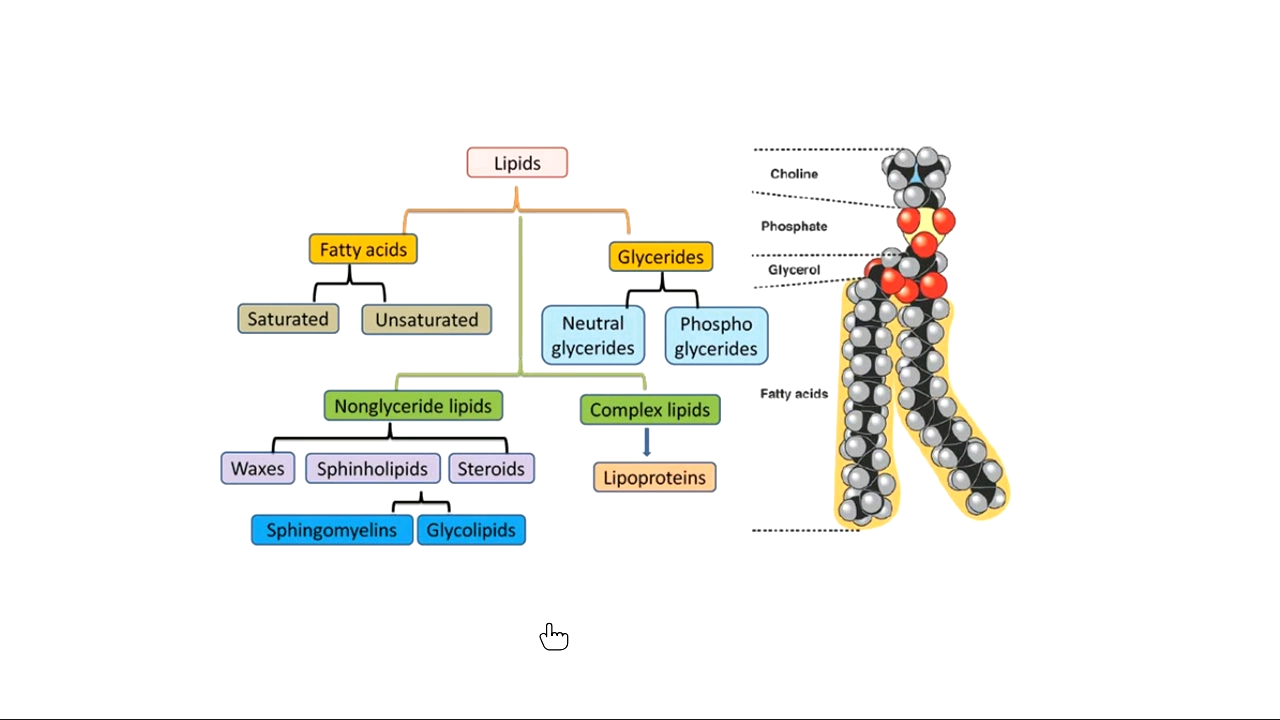 Lipids
Fatty acids
Glycerides
Saturated
Unsaturated
Neutral
glycerides
Phospho
glycerides
Nonglyceride lipids
Complex lipids
Waxes
Sphinholipids
Steroids
Lipoproteins
Sphingomyelins
Glycolipids
Choline
Phosphate
Glycerol
Fatty acids